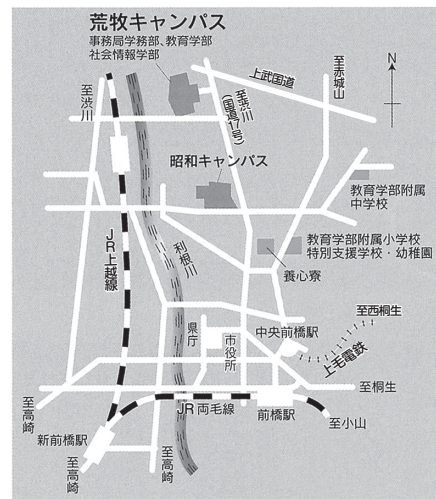 荒牧キャンパス
事務局学務部、教育学部
社会情報学部
N
至赤城山
上武国道
至渋川
至渋川
(国道17号)
昭和キャンパス
教育学部附属
中学校
JR上越線
利根川
教育学部附属小学校
特別支援学校・幼稚園
養心寮
至西桐生
中央前橋駅
県庁
市役所
上毛電鉄
至桐生
至高崎
JR両毛線
前橋駅
至小山
新前橋駅
至高崎
至高崎